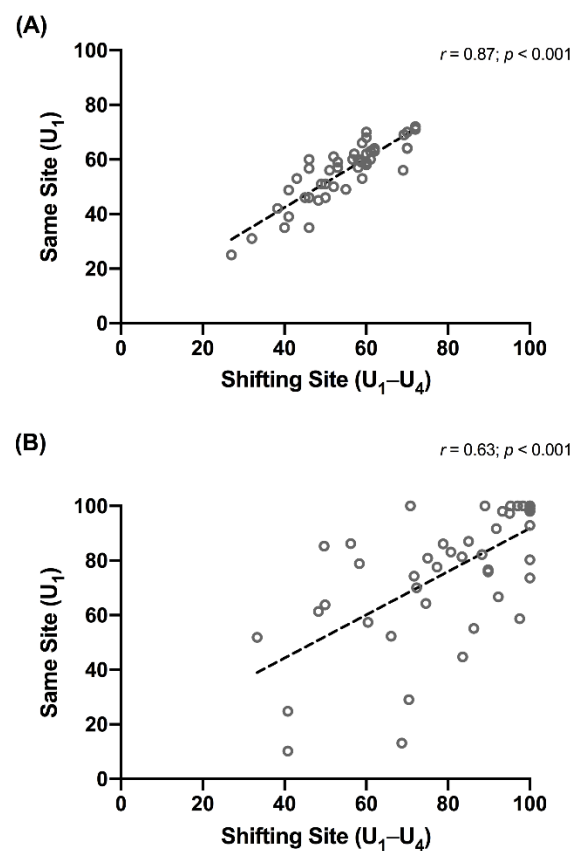 (A)
r = 0.87; p < 0.001
100
80
60
40
20
0
Same Site (U₁)
0 20 40 60 80 100
Shifting Site (U₁–U₄)
(B)
r = 0.63; p < 0.001
100
80
60
40
20
0
Same Site (U₁)
0 20 40 60 80 100
Shifting Site (U₁–U₄)